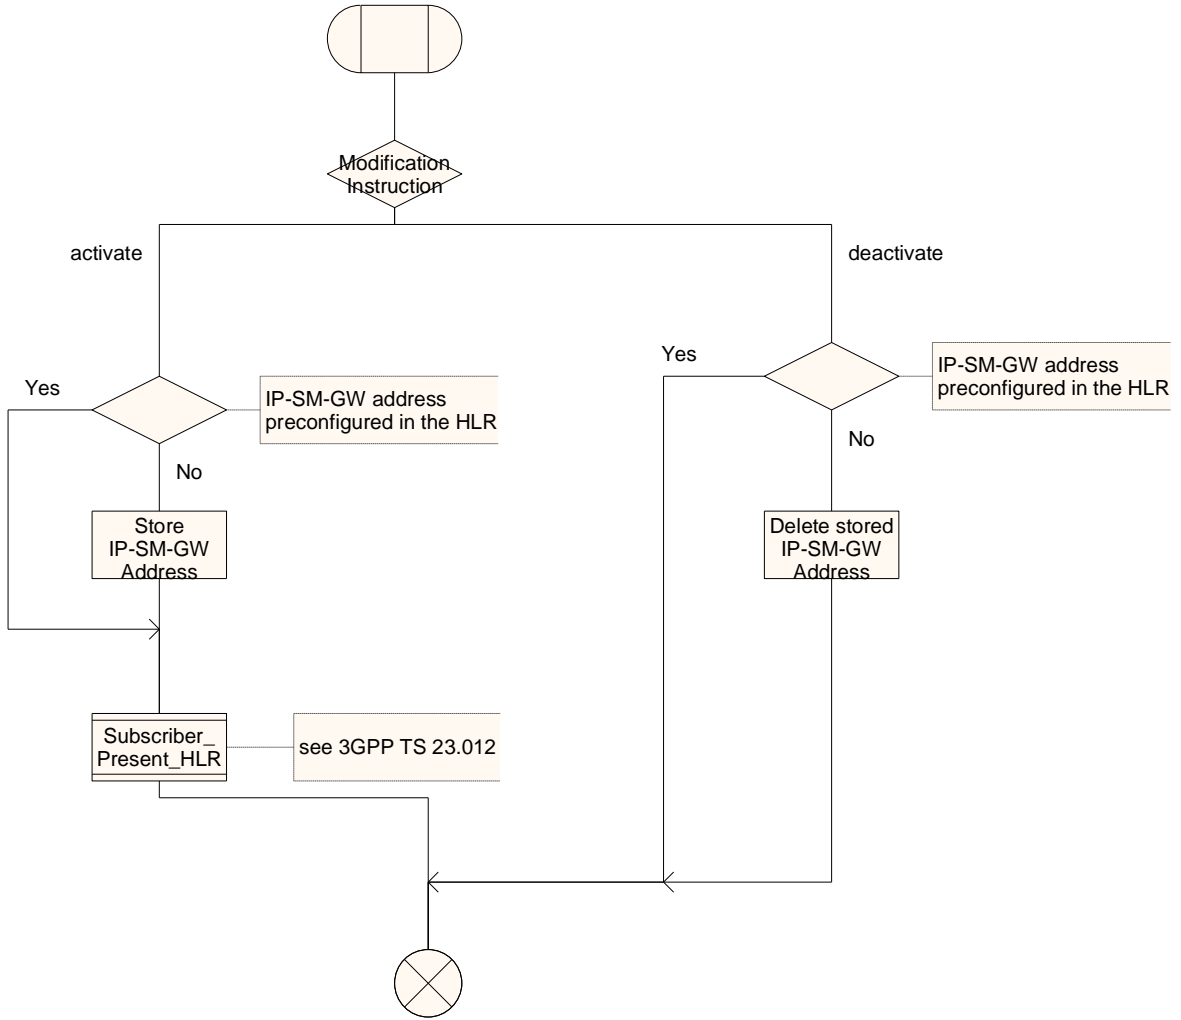 Modification
Instruction
activate
deactivate
Yes
IP-SM-GW address
preconfigured in the HLR
Yes
IP-SM-GW address
preconfigured in the HLR
No
No
Store
IP-SM-GW
Address
Delete stored
IP-SM-GW
Address
Subscriber_
Present_HLR
see 3GPP TS 23.012